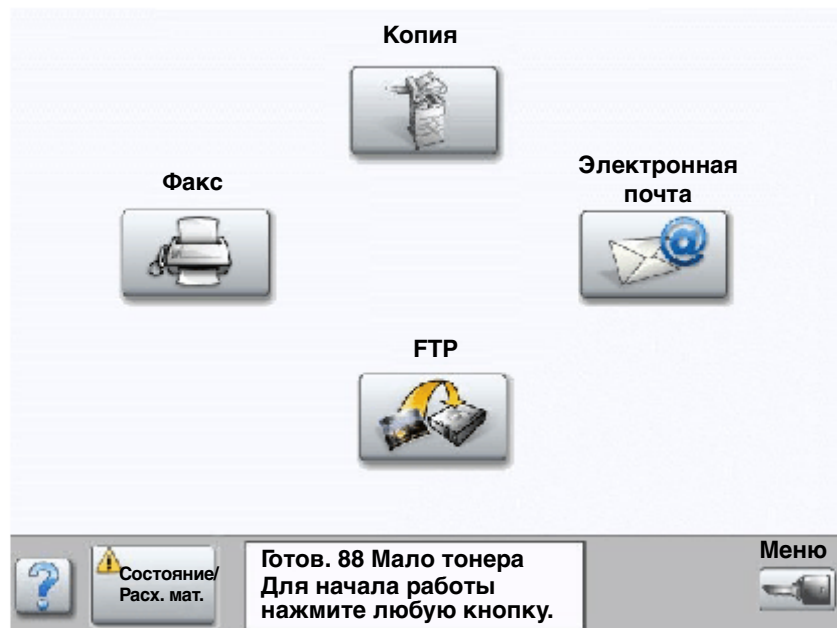 Копия
Факс
Электронная
почта
FTP
Состояние/
Расх. мат.
Готов. 88 Мало тонера
Для начала работы
нажмите любую кнопку.
Меню